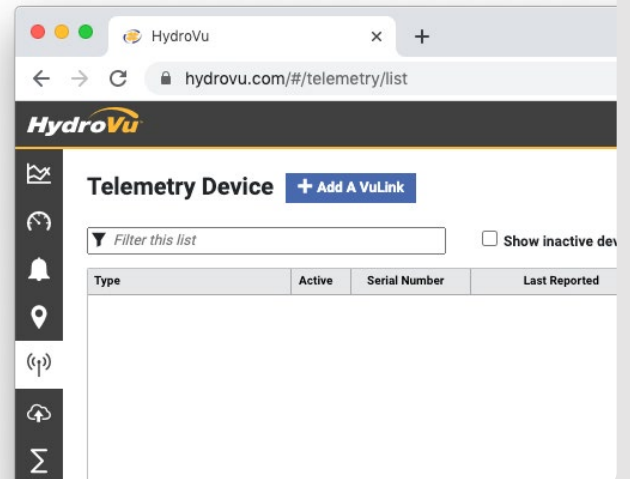 HydroVu
hydrovu.com/#/telemetry/list
HydroVu
Telemetry Device
+ Add A VuLink
Filter this list
Show inactive dev
Type Active Serial Number Last Reported